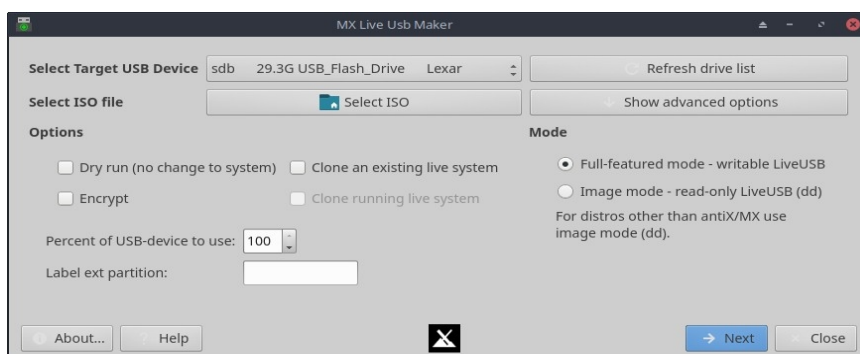 MX Live Usb Maker
Select Target USB Device sdb 29.3G USB_Flash_Drive Lexar Refresh drive list
Select ISO file Select ISO Show advanced options
Options Mode
Dry run (no change to system) Clone an existing live system Full-featured mode - writable LiveUSB
Encrypt Clone running live system Image mode - read-only LiveUSB (dd)
For distros other than antiX/MX use
image mode (dd).
Percent of USB-device to use: 100
Label ext partition:
About... Help Next Close